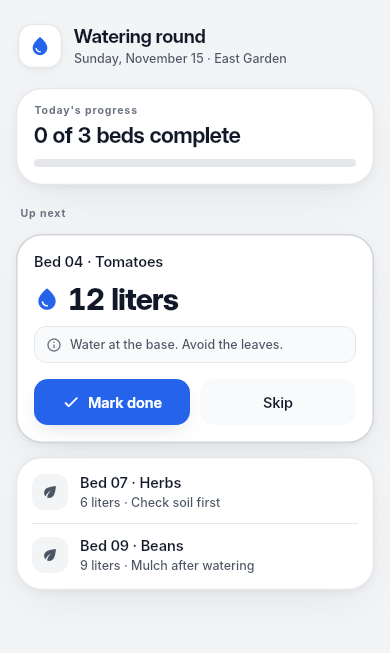 Watering round
Sunday, November 15 · East Garden
Today's progress
0 of 3 beds complete
Up next
Bed 04 · Tomatoes
12 liters
Water at the base. Avoid the leaves.
Mark done
Skip
Bed 07 · Herbs
6 liters · Check soil first
Bed 09 · Beans
9 liters · Mulch after watering